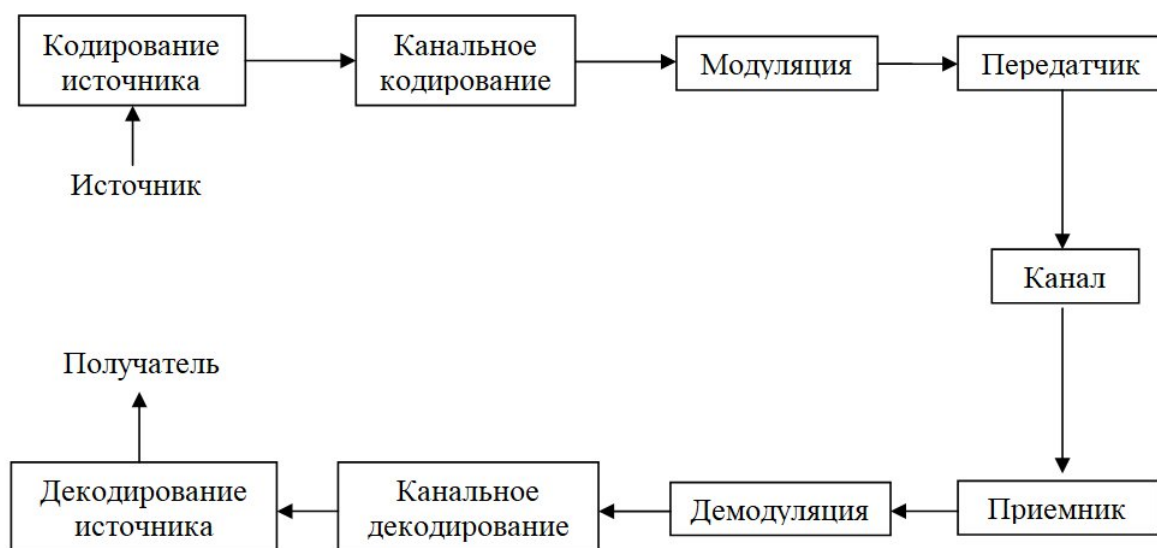 Кодирование
источника
Канальное
кодирование
Модуляция
Передатчик
Источник
Канал
Получатель
Декодирование
источника
Канальное
декодирование
Демодуляция
Приемник